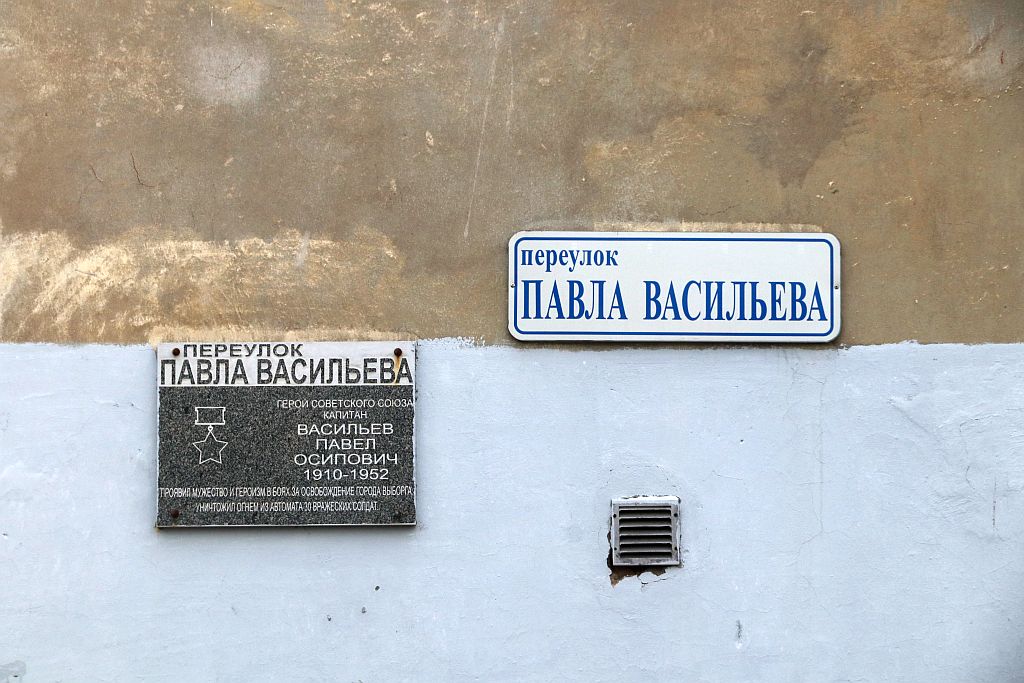 переулок
ПАВЛА ВАСИЛЬЕВА
ПЕРЕУЛОК
ПАВЛА ВАСИЛЬЕВА
ГЕРОЙ СОВЕТСКОГО СОЮЗА
КАПИТАН
ВАСИЛЬЕВ
ПАВЕЛ
ОСИПОВИЧ
1910-1952
ПРОЯВИЛ МУЖЕСТВО И ГЕРОИЗМ В БОЯХ ЗА ОСВОБОЖДЕНИЕ ГОРОДА ВЫБОРГА.
УНИЧТОЖИЛ ОГНЕМ ИЗ АВТОМАТА 30 ВРАЖЕСКИХ СОЛДАТ.